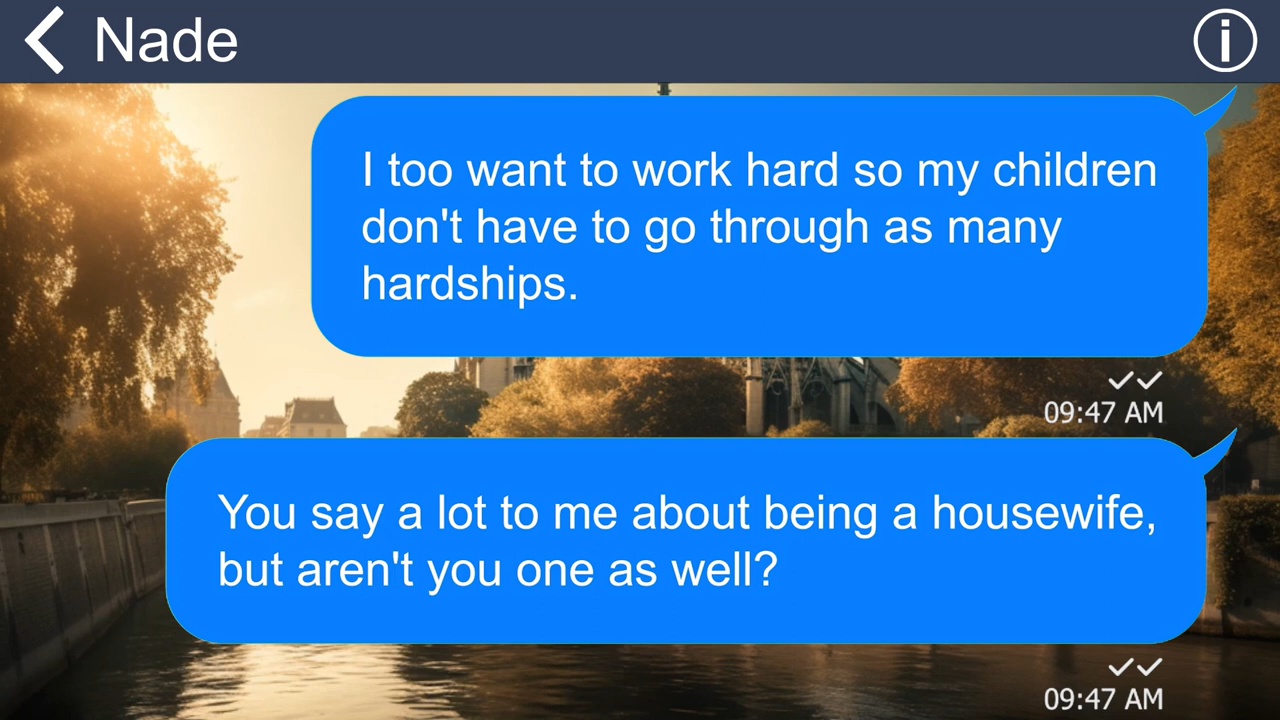 Nade
I too want to work hard so my children
don't have to go through as many
hardships.
09:47 AM
You say a lot to me about being a housewife,
but aren't you one as well?
09:47 AM